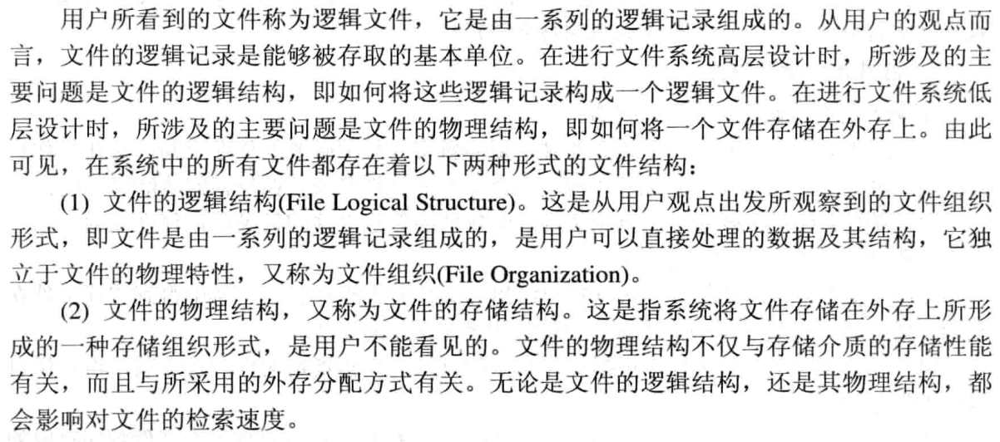 用户所看到的文件称为逻辑文件，它是由一系列的逻辑记录组成的。从用户的观点而
言，文件的逻辑记录是能够被存取的基本单位。在进行文件系统高层设计时，所涉及的主
要问题是文件的逻辑结构，即如何将这些逻辑记录构成一个逻辑文件。在进行文件系统低
层设计时，所涉及的主要问题是文件的物理结构，即如何将一个文件存储在外存上。由此
可见，在系统中的所有文件都存在着以下两种形式的文件结构：
(1) 文件的逻辑结构(File Logical Structure)。这是从用户观点出发所观察到的文件组织
形式，即文件是由一系列的逻辑记录组成的，是用户可以直接处理的数据及其结构，它独
立于文件的物理特性，又称为文件组织(File Organization)。
(2) 文件的物理结构，又称为文件的存储结构。这是指系统将文件存储在外存上所形
成的一种存储组织形式，是用户不能看见的。文件的物理结构不仅与存储介质的存储性能
有关，而且与所采用的外存分配方式有关。无论是文件的逻辑结构，还是其物理结构，都
会影响对文件的检索速度。